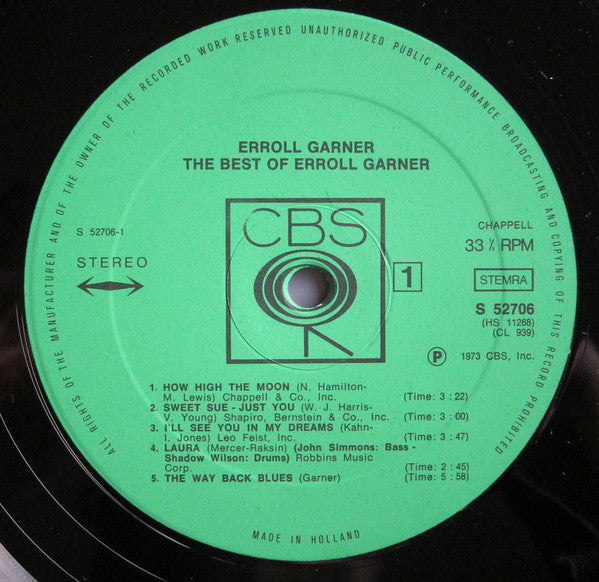 ALL RIGHTS OF THE MANUFACTURER AND OF THE OWNER OF THE RECORDED WORK RESERVED UNAUTHORIZED PUBLIC PERFORMANCE BROADCASTING AND COPYING OF THIS RECORD PROHIBITED
ERROLL GARNER
THE BEST OF ERROLL GARNER
CBS
S 52706-1
STEREO
CHAPPELL
33⅓ RPM
1
STEMRA
S 52706
(HS 11268)
(CL 939)
Ⓟ 1973 CBS, Inc.
1. HOW HIGH THE MOON (N. Hamilton-
M. Lewis) Chappell & Co., Inc. (Time: 3 : 22)
2. SWEET SUE - JUST YOU (W. J. Harris-
V. Young) Shapiro, Bernstein & Co., Inc. (Time: 3 : 00)
3. I'LL SEE YOU IN MY DREAMS (Kahn-
I. Jones) Leo Feist, Inc. (Time: 3 : 47)
4. LAURA (Mercer-Raksin) (John Simmons: Bass -
Shadow Wilson: Drums) Robbins Music
Corp. (Time: 2 : 45)
5. THE WAY BACK BLUES (Garner) (Time: 5 : 58)
MADE IN HOLLAND